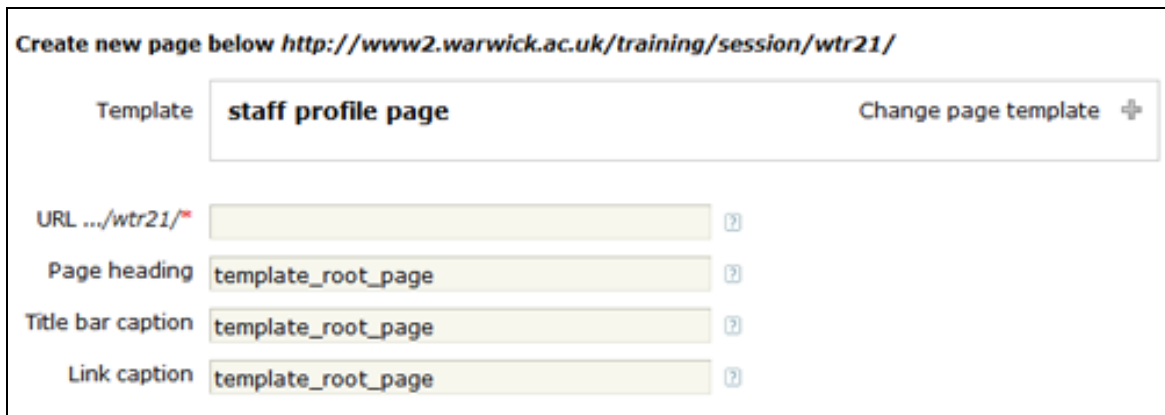 Create new page below http://www2.warwick.ac.uk/training/session/wtr21/
Template staff profile page Change page template
URL .../wtr21/*
Page heading template_root_page
Title bar caption template_root_page
Link caption template_root_page